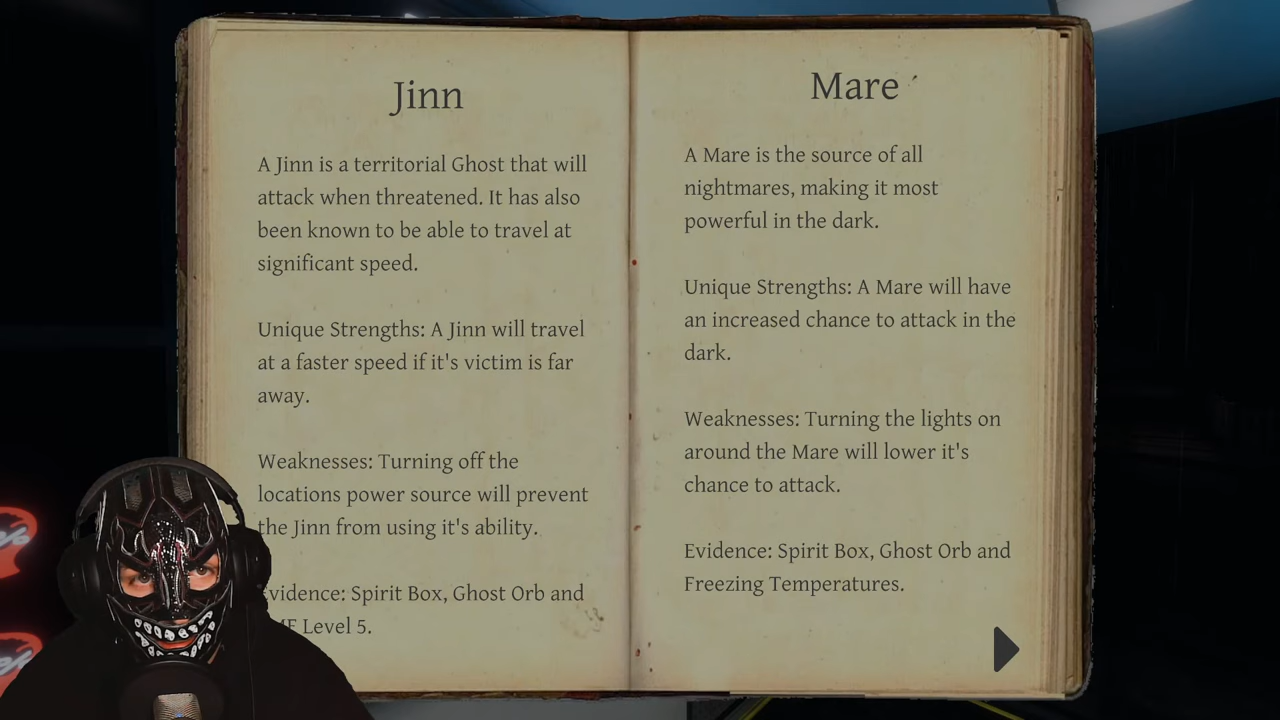 Jinn
A Jinn is a territorial Ghost that will
attack when threatened. It has also
been known to be able to travel at
significant speed.
Unique Strengths: A Jinn will travel
at a faster speed if it's victim is far
away.
Weaknesses: Turning off the
locations power source will prevent
the Jinn from using it's ability.
Evidence: Spirit Box, Ghost Orb and
Level 5.
Mare
A Mare is the source of all
nightmares, making it most
powerful in the dark.
Unique Strengths: A Mare will have
an increased chance to attack in the
dark.
Weaknesses: Turning the lights on
around the Mare will lower it's
chance to attack.
Evidence: Spirit Box, Ghost Orb and
Freezing Temperatures.